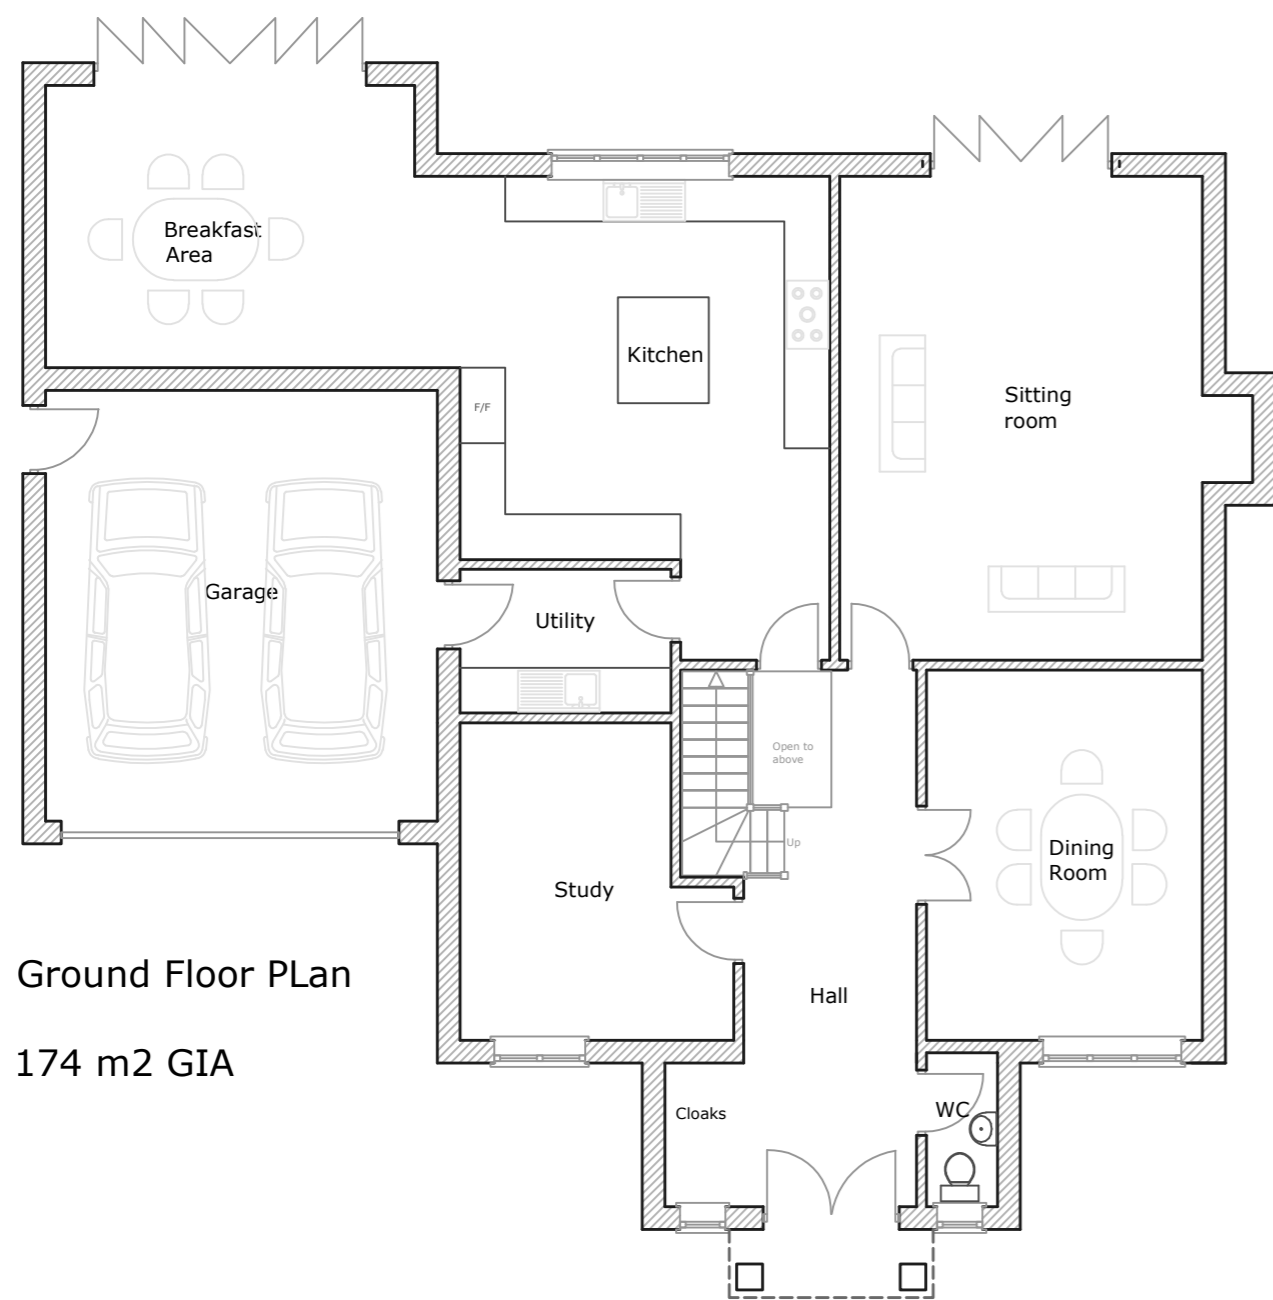 Breakfast
Area
Kitchen
F/F
Sitting
room
Garage
Utility
Open to
above
Up
Dining
Room
Study
Ground Floor PLan
Hall
174 m2 GIA
Cloaks
WC